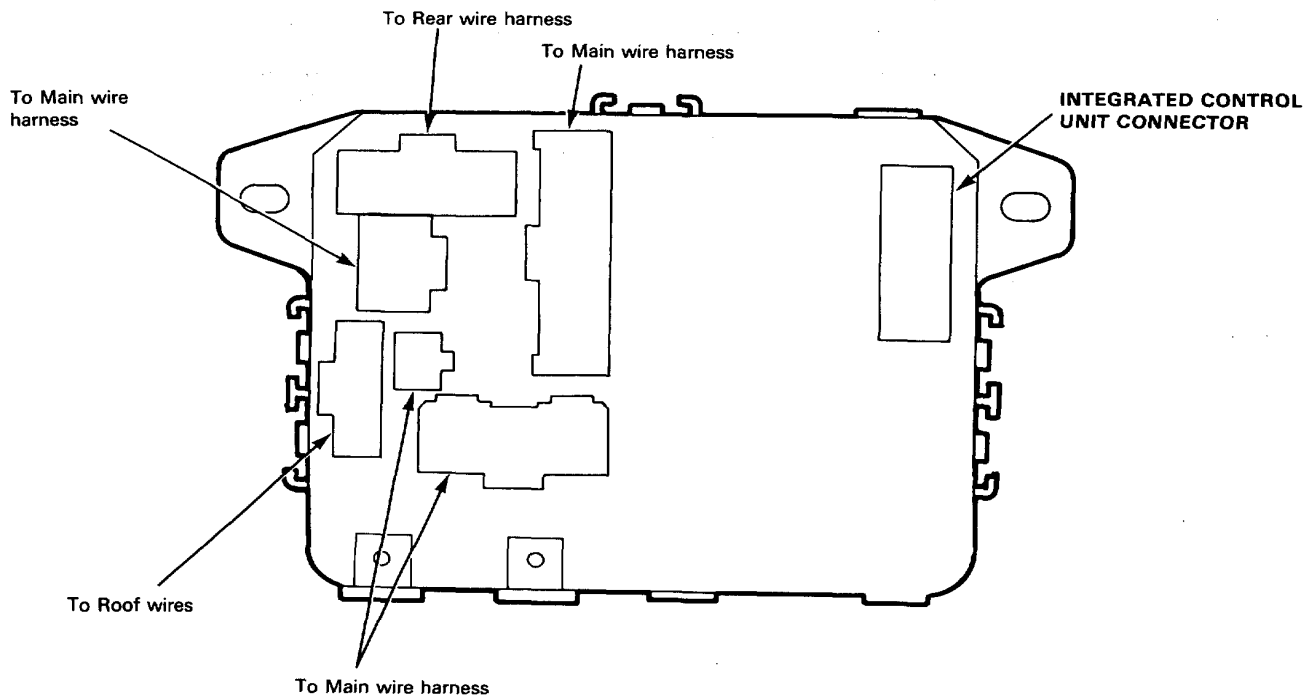 To Rear wire harness
To Main wire harness
To Main wire
harness
INTEGRATED CONTROL
UNIT CONNECTOR
To Roof wires
To Main wire harness